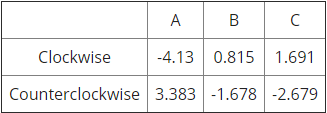 A B C
Clockwise -4.13 0.815 1.691
Counterclockwise 3.383 -1.678 -2.679